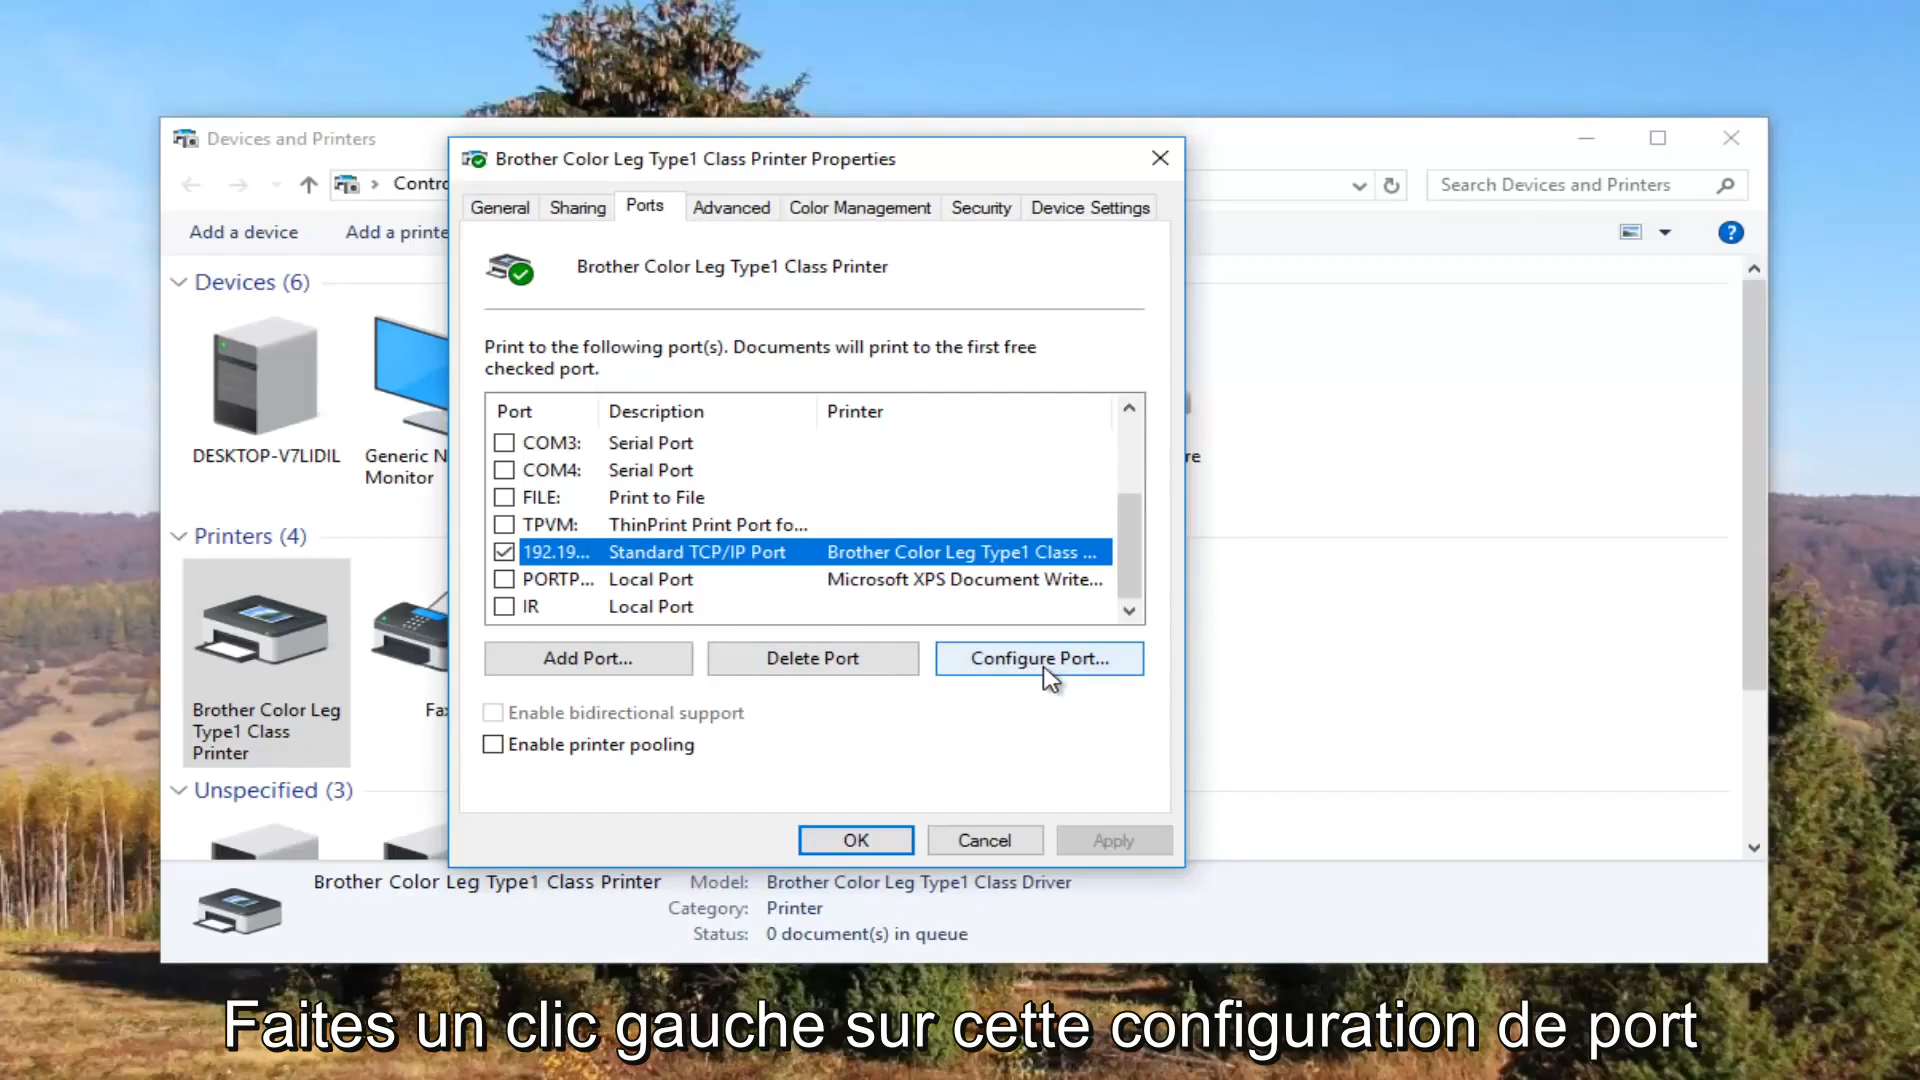 Devices and Printers
Contro
Search Devices and Printers
Add a device
Add a printe
Devices (6)
DESKTOP-V7LIDIL
Generic N
Monitor
re
Printers (4)
Brother Color Leg
Type1 Class
Printer
Fax
Unspecified (3)
Brother Color Leg Type1 Class Printer Properties
General
Sharing
Ports
Advanced
Color Management
Security
Device Settings
Brother Color Leg Type1 Class Printer
Print to the following port(s). Documents will print to the first free
checked port.
Port Description Printer
COM3: Serial Port
COM4: Serial Port
FILE: Print to File
TPVM: ThinPrint Print Port fo...
192.19... Standard TCP/IP Port Brother Color Leg Type1 Class ...
PORTP... Local Port Microsoft XPS Document Write...
IR Local Port
Add Port...
Delete Port
Configure Port...
Enable bidirectional support
Enable printer pooling
OK
Cancel
Apply
Brother Color Leg Type1 Class Printer
Model: Brother Color Leg Type1 Class Driver
Category: Printer
Status: 0 document(s) in queue
Faites un clic gauche sur cette configuration de port